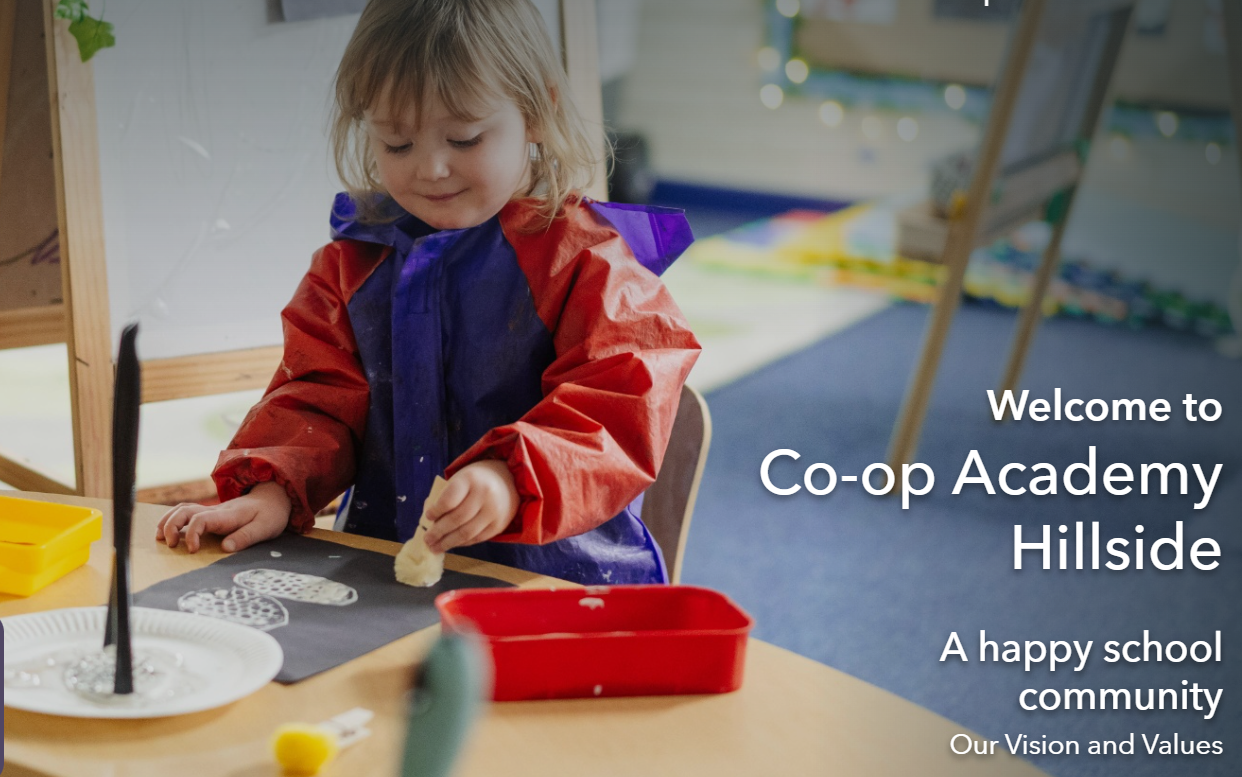 Welcome to
Co-op Academy
Hillside
A happy school
community
Our Vision and Values